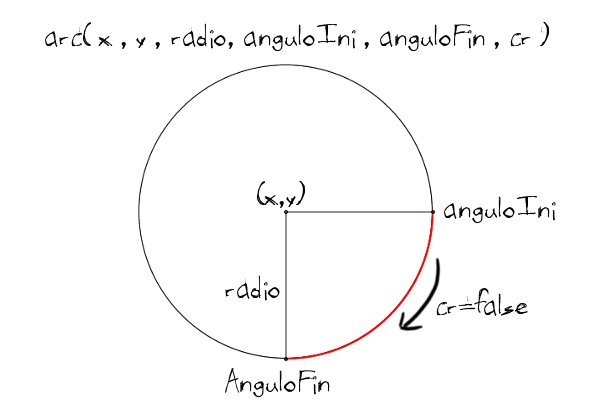 arc( x , y , radio, anguloIni , anguloFin , cr )
(x,y)
anguloIni
radio
cr=false
AnguloFin